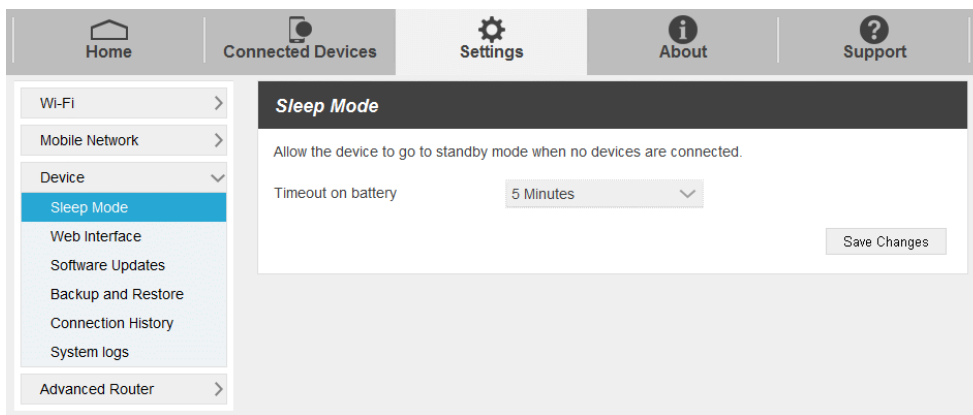 Home
Connected Devices
Settings
About
Support
Wi-Fi
Mobile Network
Device
Sleep Mode
Web Interface
Software Updates
Backup and Restore
Connection History
System logs
Advanced Router
Sleep Mode
Allow the device to go to standby mode when no devices are connected.
Timeout on battery 5 Minutes
Save Changes